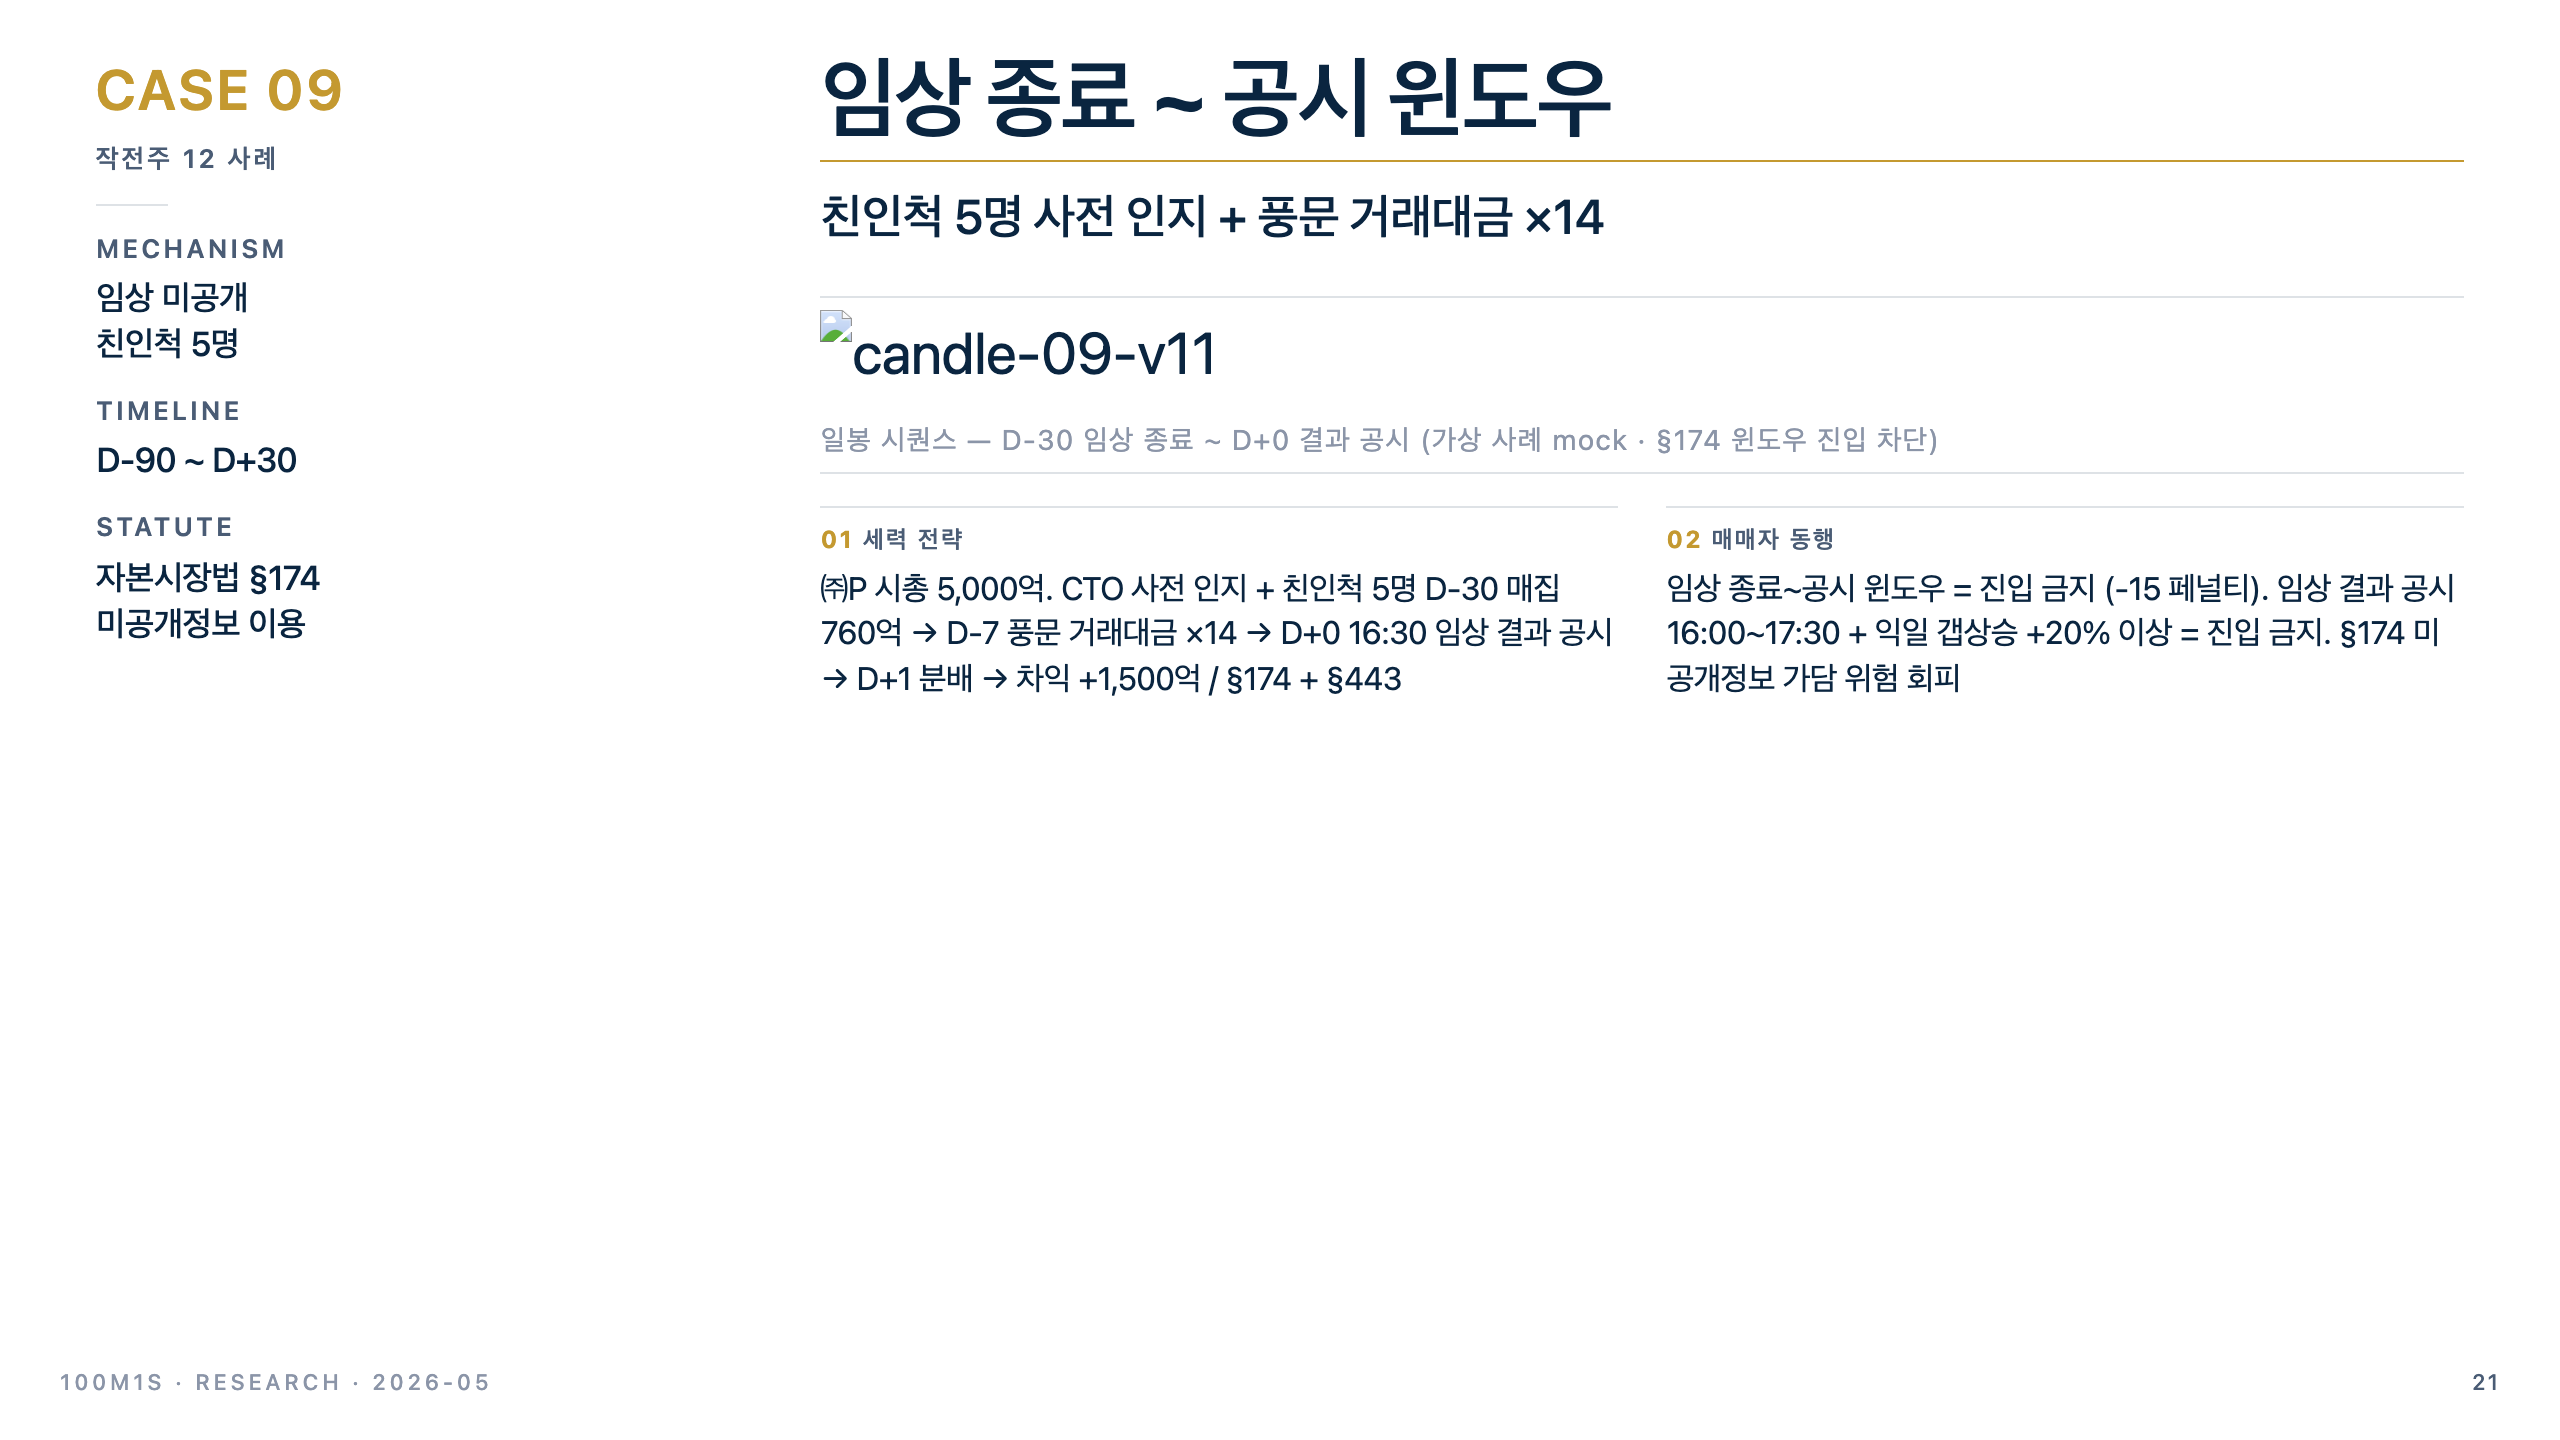 CASE 09
작전주 12 사례
MECHANISM
임상 미공개
친인척 5명
TIMELINE
D-90 ~ D+30
STATUTE
자본시장법 §174
미공개정보 이용
임상 종료 ~ 공시 윈도우
친인척 5명 사전 인지 + 풍문 거래대금 ×14
candle-09-v11
일봉 시퀀스 — D-30 임상 종료 ~ D+0 결과 공시 (가상 사례 mock · §174 윈도우 진입 차단)
01 세력 전략
㈜P 시총 5,000억. CTO 사전 인지 + 친인척 5명 D-30 매집
760억 → D-7 풍문 거래대금 ×14 → D+0 16:30 임상 결과 공시
→ D+1 분배 → 차익 +1,500억 / §174 + §443
02 매매자 동행
임상 종료~공시 윈도우 = 진입 금지 (-15 페널티). 임상 결과 공시
16:00~17:30 + 익일 갭상승 +20% 이상 = 진입 금지. §174 미
공개정보 가담 위험 회피
100M1S · RESEARCH · 2026-05
21